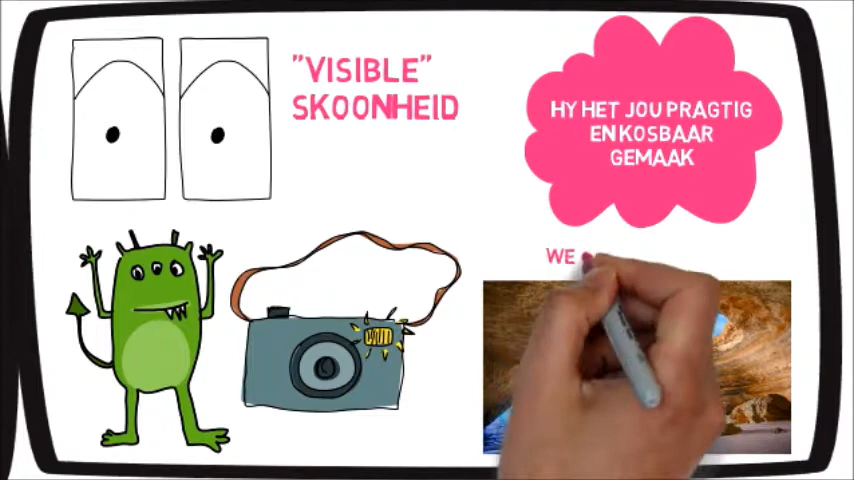 "VISIBLE"
SKOONHEID
HY HET JOU PRAGTIG
EN KOSBAAR
GEMAAK
WE